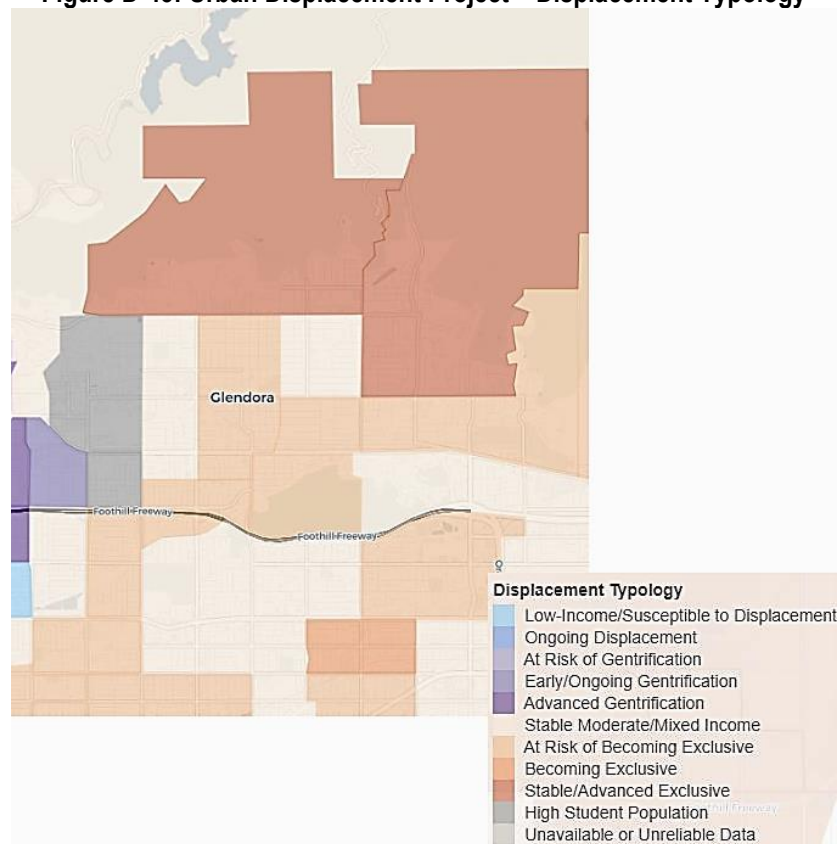 Glendora
Foothill Freeway
Foothill Freeway
Displacement Typology
Low-Income/Susceptible to Displacement
Ongoing Displacement
At Risk of Gentrification
Early/Ongoing Gentrification
Advanced Gentrification
Stable Moderate/Mixed Income
At Risk of Becoming Exclusive
Becoming Exclusive
Stable/Advanced Exclusive
High Student Population
Unavailable or Unreliable Data